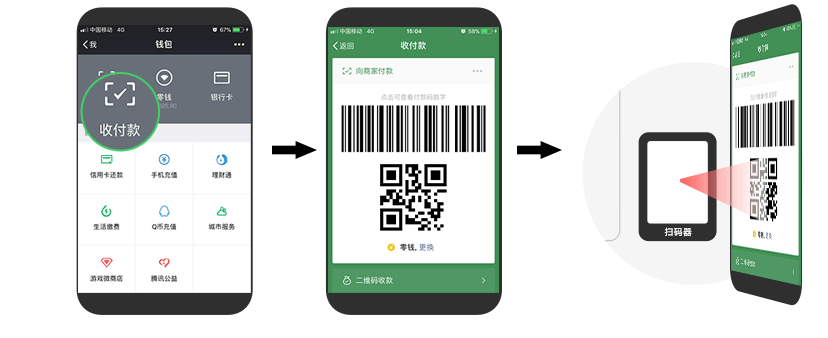 中国移动 4G
15:27
67%
我
钱包
零钱
银行卡
收付款
信用卡还款
手机充值
理财通
生活缴费
Q币充值
城市服务
游戏微商店
腾讯公益
中国移动 4G
15:04
58%
返回
收付款
向商家付款
点击可查看付款码数字
零钱, 更换
二维码收款
扫码器
收付款
向商家付款
零钱, 更换
二维码收款